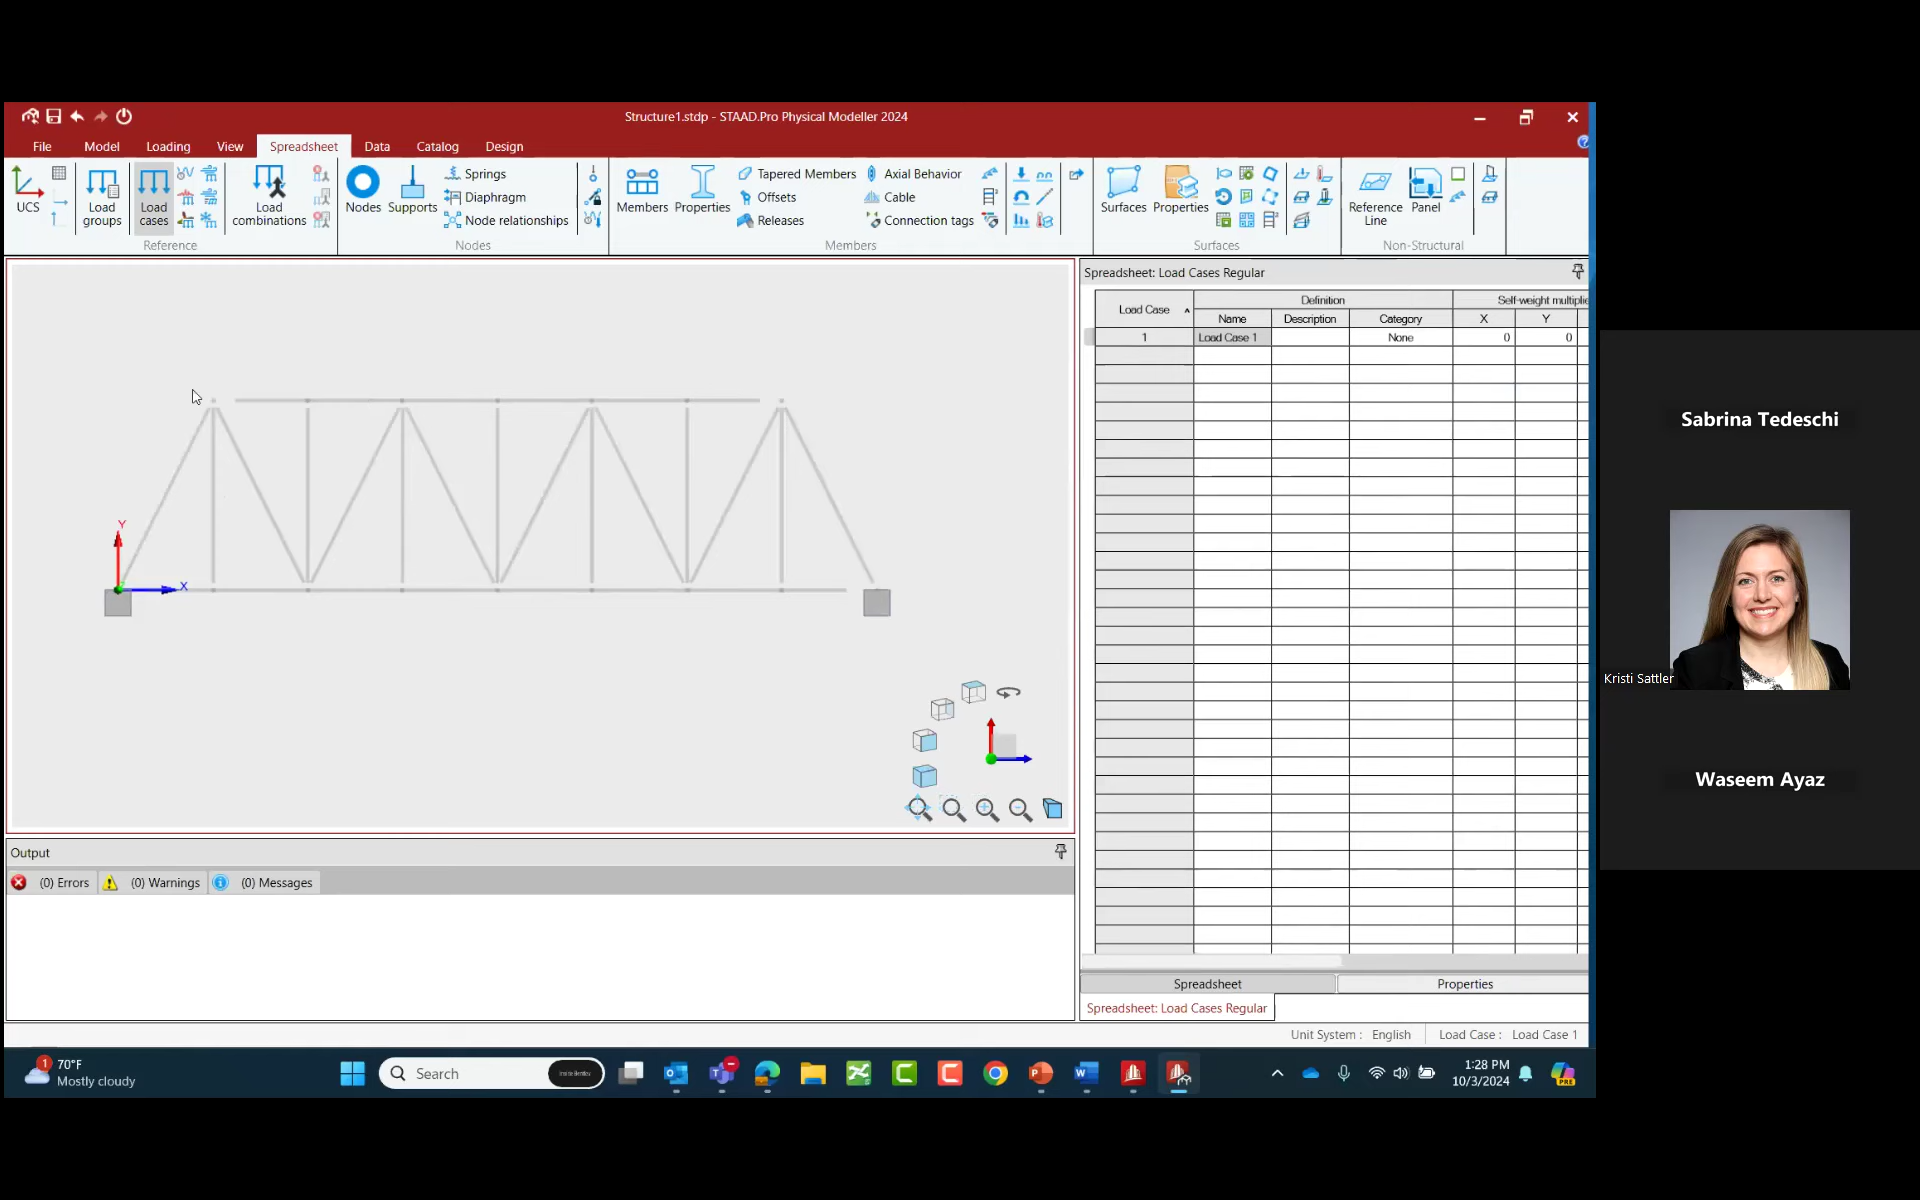 Structure1.stdp - STAAD.Pro Physical Modeller 2024
File Model Loading View Spreadsheet Data Catalog Design
UCS
Load groups
Load cases
Load combinations
Reference
Nodes
Supports
Springs
Diaphragm
Node relationships
Nodes
Members
Properties
Tapered Members
Offsets
Releases
Axial Behavior
Cable
Connection tags
Members
Surfaces
Properties
Surfaces
Reference Line
Panel
Non-Structural
Spreadsheet: Load Cases Regular
Load Case Definition Self-weight multiplie
Name Description Category X Y
1 Load Case 1 None 0 0
Y
X
Output
(0) Errors (0) Warnings (0) Messages
Spreadsheet Properties
Spreadsheet: Load Cases Regular
Unit System : English Load Case : Load Case 1
1
70°F
Mostly cloudy
Search
1:28 PM
10/3/2024
PRE
Sabrina Tedeschi
Kristi Sattler
Waseem Ayaz